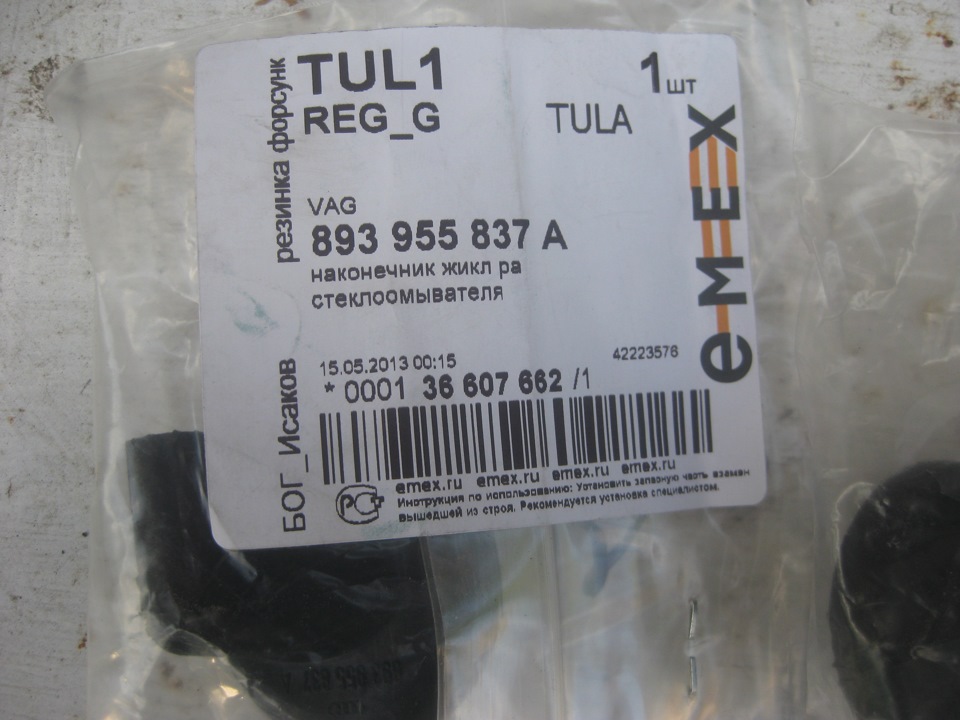 TUL1
1шт
REG_G
TULA
резинка форсунк
VAG
893 955 837 A
наконечник жикл ра
стеклоомывателя
e-MEX
15.05.2013 00:15
42223576
* 0001 36 607 662 /1
БОГ_Исаков
emex.ru emex.ru emex.ru emex.ru
Инструкция по использованию: Установить запасную часть взамен
вышедшей из строя. Рекомендуется установка специалистом.